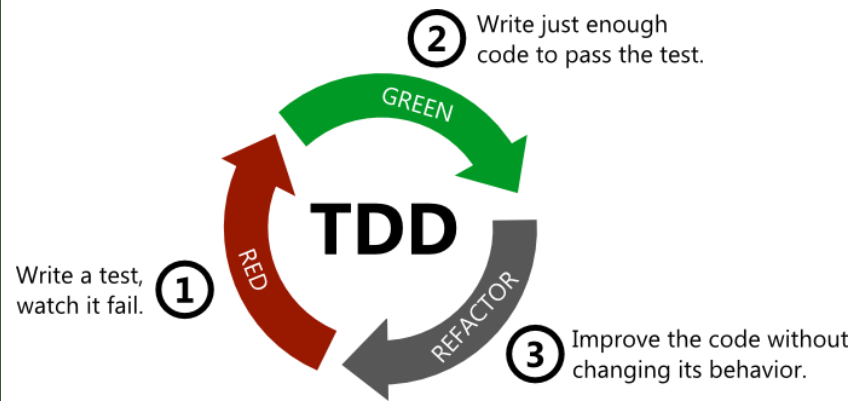 2
Write just enough
code to pass the test.
GREEN
TDD
RED
Write a test,
watch it fail.
1
REFACTOR
3
Improve the code without
changing its behavior.